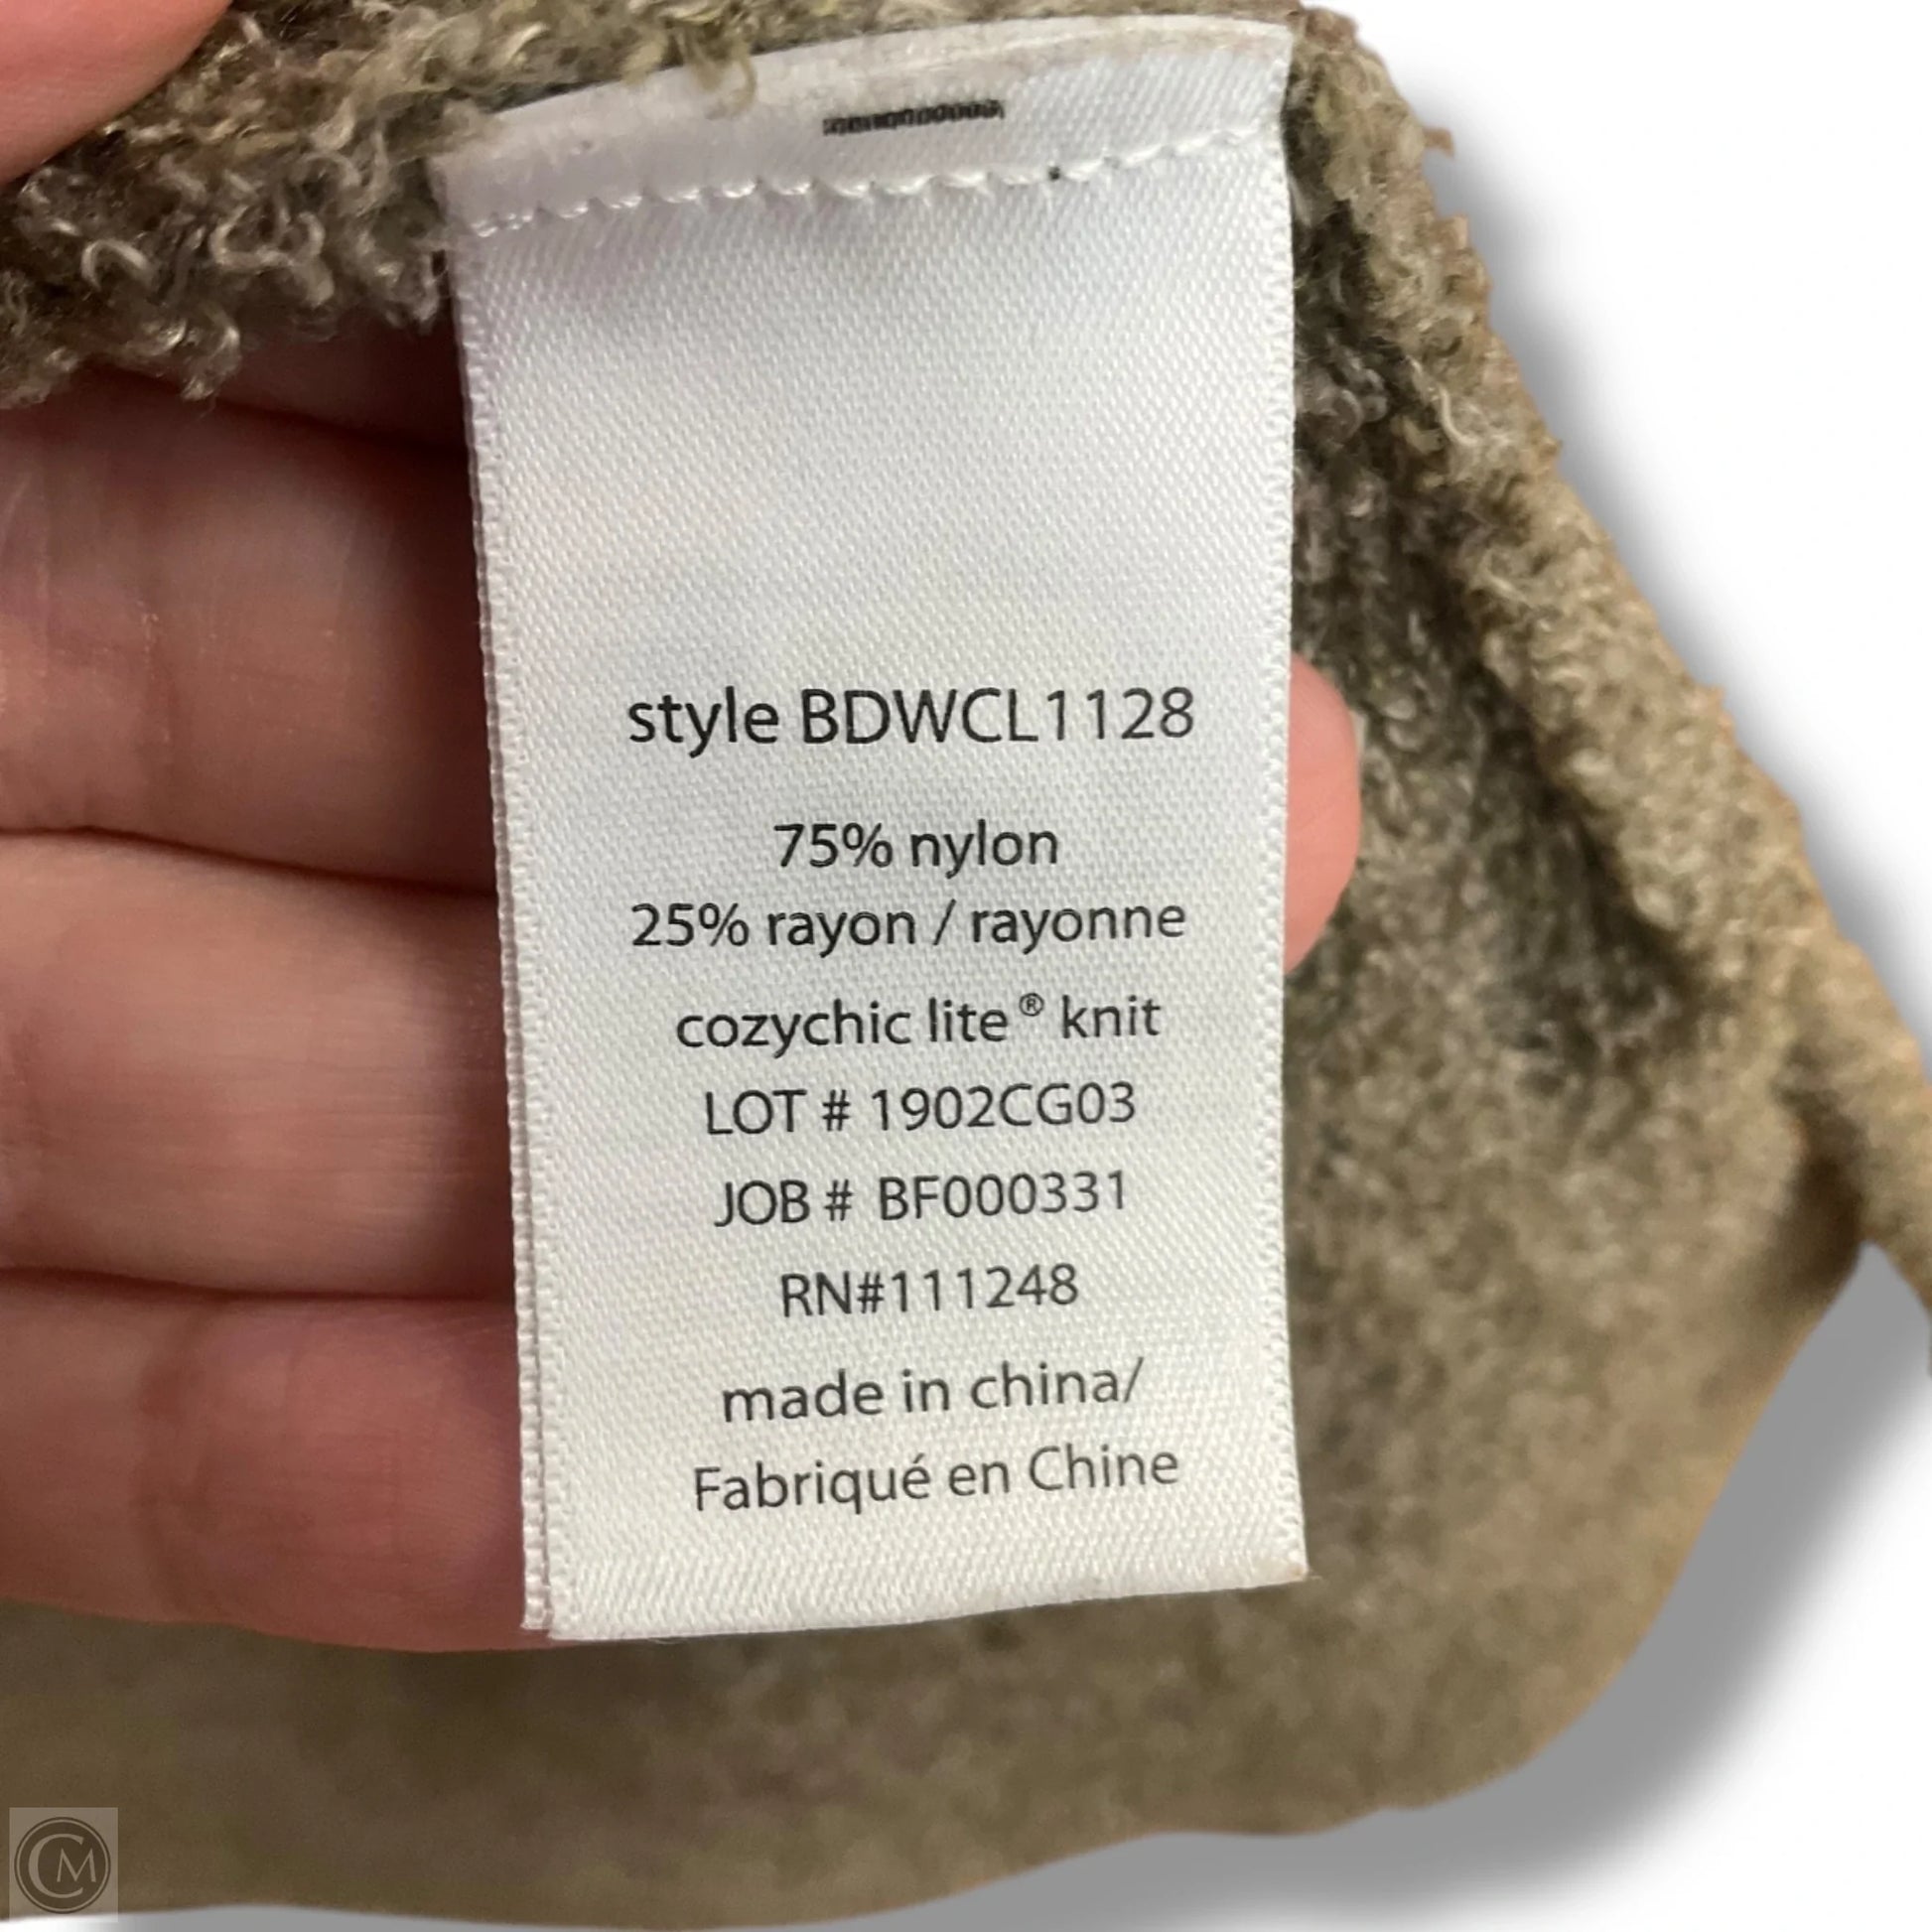 style BDWCL1128
75% nylon
25% rayon / rayonne
cozychic lite® knit
LOT # 1902CG03
JOB # BF000331
RN#111248
made in china/
Fabriqué en Chine
CM